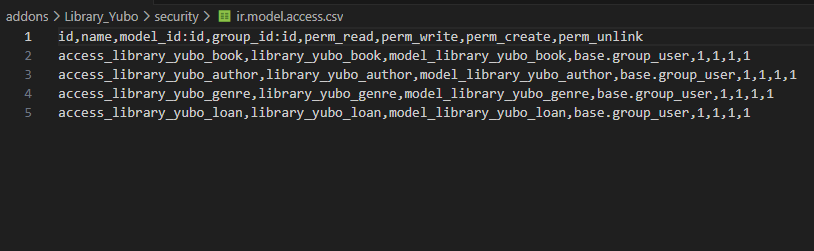 addons > Library_Yubo > security > ir.model.access.csv
1 id,name,model_id:id,group_id:id,perm_read,perm_write,perm_create,perm_unlink
2 access_library_yubo_book,library_yubo_book,model_library_yubo_book,base.group_user,1,1,1,1
3 access_library_yubo_author,library_yubo_author,model_library_yubo_author,base.group_user,1,1,1,1
4 access_library_yubo_genre,library_yubo_genre,model_library_yubo_genre,base.group_user,1,1,1,1
5 access_library_yubo_loan,library_yubo_loan,model_library_yubo_loan,base.group_user,1,1,1,1